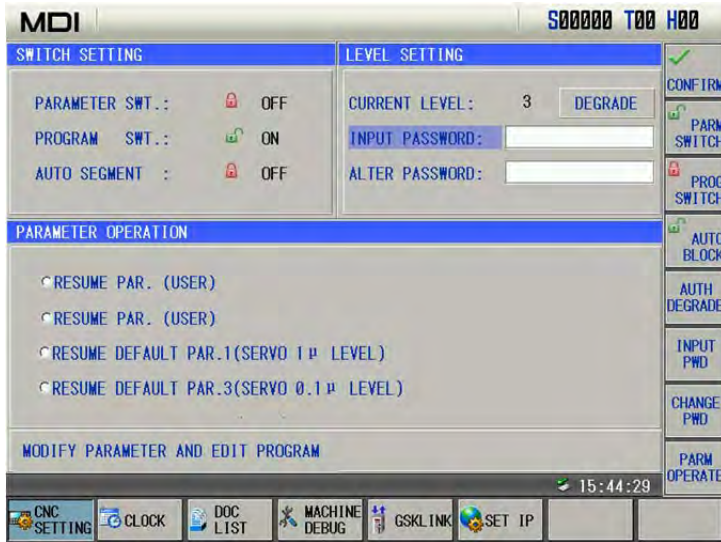 MDI
S00000 T00 H00
SWITCH SETTING
PARAMETER SWT.: OFF
PROGRAM SWT.: ON
AUTO SEGMENT : OFF
LEVEL SETTING
CURRENT LEVEL: 3 DEGRADE
INPUT PASSWORD:
ALTER PASSWORD:
PARAMETER OPERATION
RESUME PAR. (USER)
RESUME PAR. (USER)
RESUME DEFAULT PAR.1(SERVO 1μ LEVEL)
RESUME DEFAULT PAR.3(SERVO 0.1μ LEVEL)
MODIFY PARAMETER AND EDIT PROGRAM
15:44:29
CONFIRM
PARM
SWITCH
PROG
SWITCH
AUTO
BLOCK
AUTH
DEGRADE
INPUT
PWD
CHANGE
PWD
PARM
OPERATE
CNC
SETTING
CLOCK
DOC
LIST
MACHINE
DEBUG
GSKLINK
SET IP